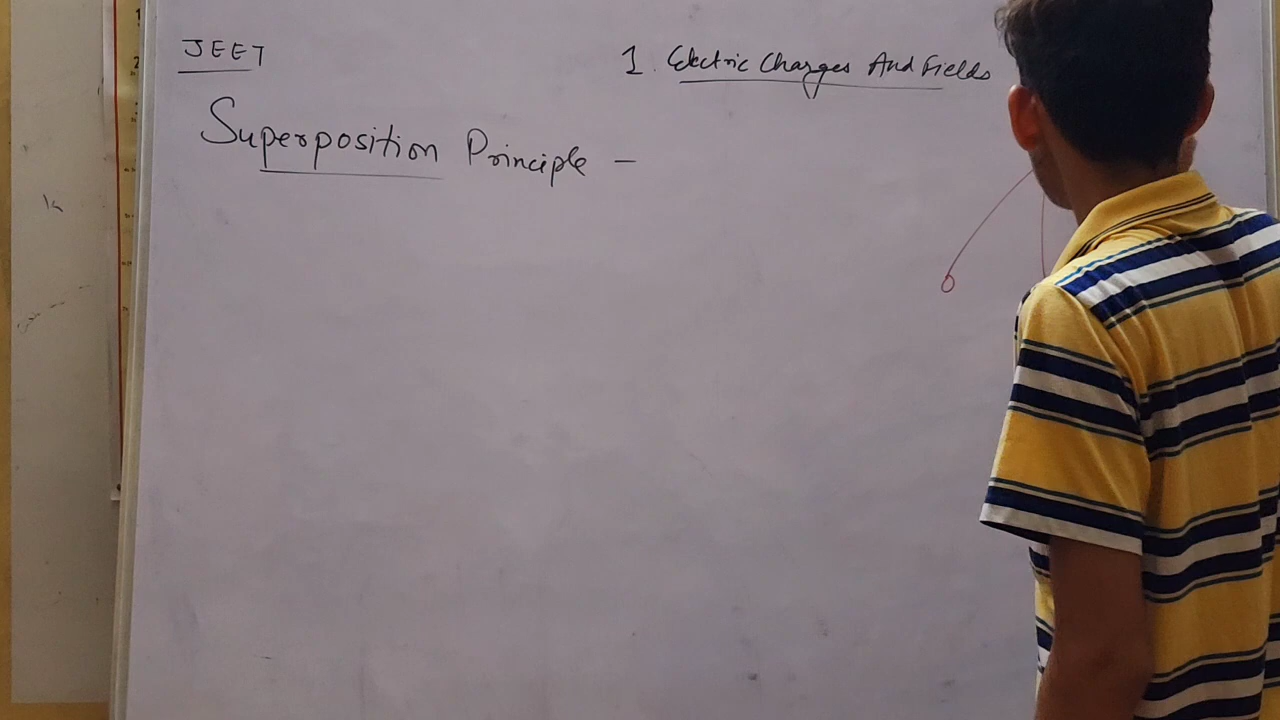 JEET
1. Electric Charges And Fields
Superposition Principle -